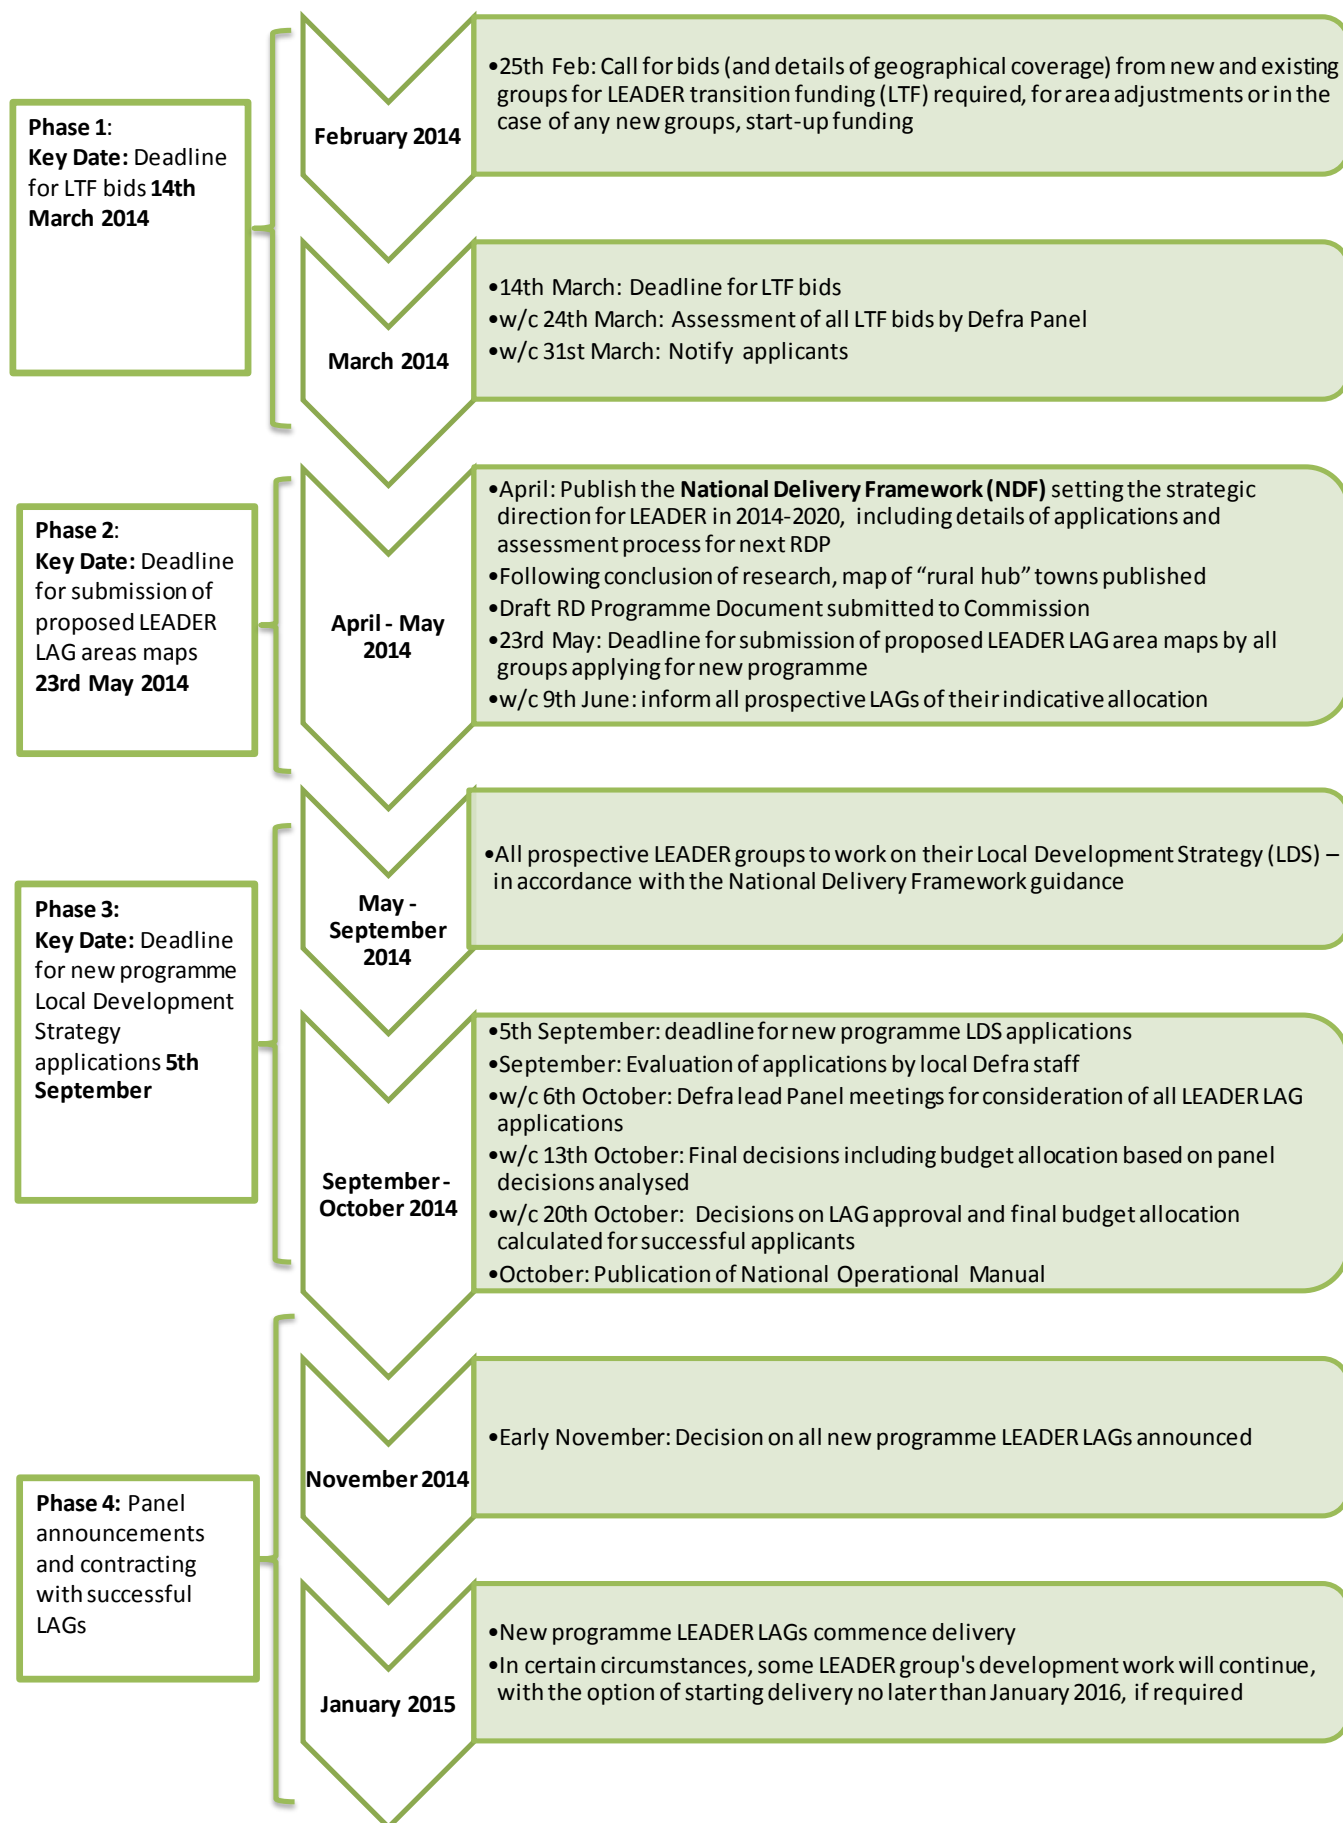 Phase 1:
Key Date: Deadline
for LTF bids 14th
March 2014
February 2014
•25th Feb: Call for bids (and details of geographical coverage) from new and existing
groups for LEADER transition funding (LTF) required, for area adjustments or in the
case of any new groups, start-up funding
March 2014
•14th March: Deadline for LTF bids
•w/c 24th March: Assessment of all LTF bids by Defra Panel
•w/c 31st March: Notify applicants
Phase 2:
Key Date: Deadline
for submission of
proposed LEADER
LAG areas maps
23rd May 2014
April - May
2014
•April: Publish the National Delivery Framework (NDF) setting the strategic
direction for LEADER in 2014-2020, including details of applications and
assessment process for next RDP
•Following conclusion of research, map of “rural hub” towns published
•Draft RD Programme Document submitted to Commission
•23rd May: Deadline for submission of proposed LEADER LAG area maps by all
groups applying for new programme
•w/c 9th June: inform all prospective LAGs of their indicative allocation
Phase 3:
Key Date: Deadline
for new programme
Local Development
Strategy
applications 5th
September
May -
September
2014
•All prospective LEADER groups to work on their Local Development Strategy (LDS) –
in accordance with the National Delivery Framework guidance
September -
October 2014
•5th September: deadline for new programme LDS applications
•September: Evaluation of applications by local Defra staff
•w/c 6th October: Defra lead Panel meetings for consideration of all LEADER LAG
applications
•w/c 13th October: Final decisions including budget allocation based on panel
decisions analysed
•w/c 20th October: Decisions on LAG approval and final budget allocation
calculated for successful applicants
•October: Publication of National Operational Manual
Phase 4: Panel
announcements
and contracting
with successful
LAGs
November 2014
•Early November: Decision on all new programme LEADER LAGs announced
January 2015
•New programme LEADER LAGs commence delivery
•In certain circumstances, some LEADER group's development work will continue,
with the option of starting delivery no later than January 2016, if required